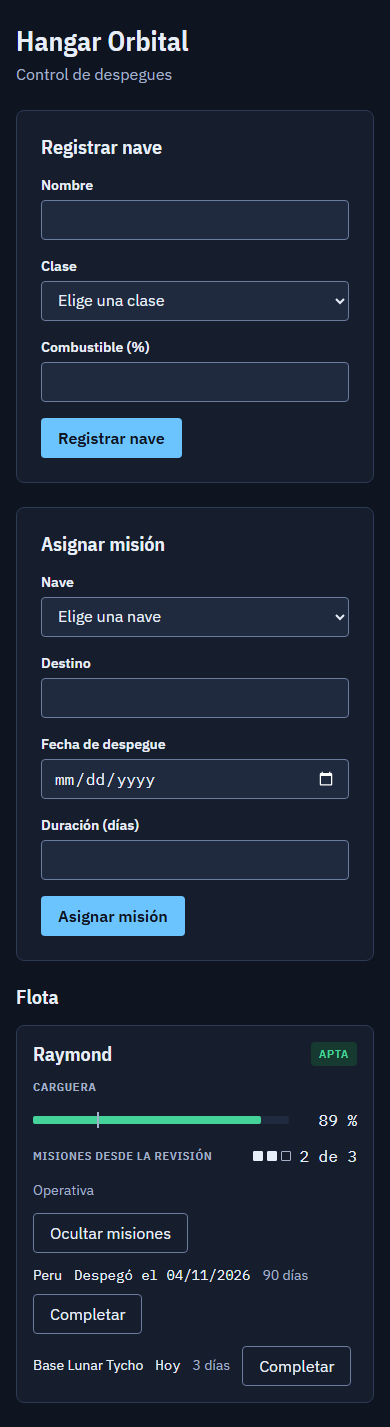 Hangar Orbital
Control de despegues
Registrar nave
Nombre
Clase
Elige una clase
Combustible (%)
Registrar nave
Asignar misión
Nave
Elige una nave
Destino
Fecha de despegue
mm/dd/yyyy
Duración (días)
Asignar misión
Flota
Raymond APTA
CARGUERA
89 %
MISIONES DESDE LA REVISIÓN 2 de 3
Operativa
Ocultar misiones
Peru Despegó el 04/11/2026 90 días
Completar
Base Lunar Tycho Hoy 3 días Completar